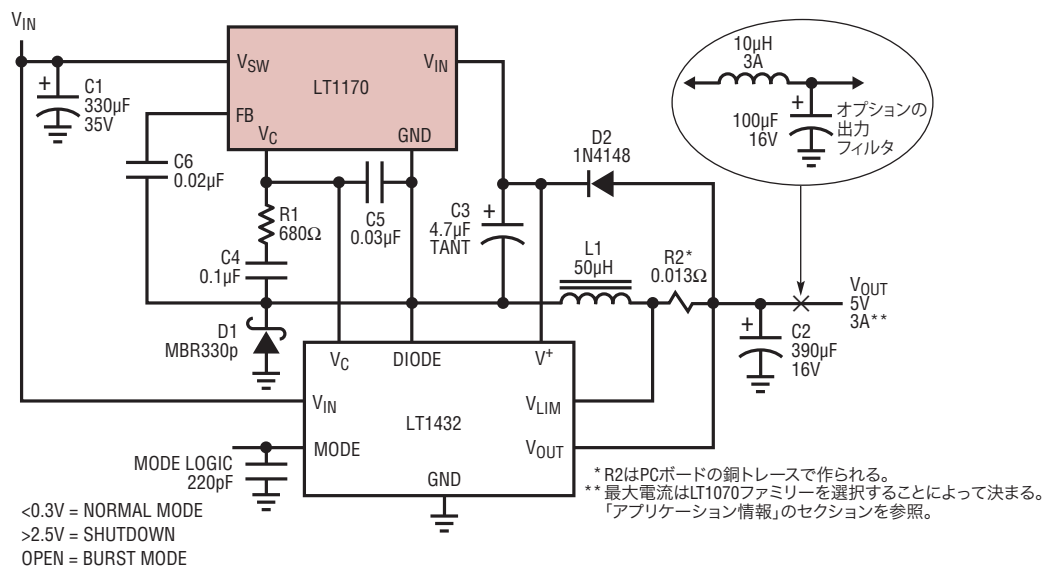 VIN
C1
330µF
35V
VSW
VIN
LT1170
FB
VC
GND
C6
0.02µF
R1
680Ω
C5
0.03µF
C4
0.1µF
C3
4.7µF
TANT
D2
1N4148
10µH
3A
100µF
16V
オプションの
出力
フィルタ
L1
50µH
R2*
0.013Ω
VOUT
5V
3A**
C2
390µF
16V
D1
MBR330p
VC
DIODE
V+
VIN
VLIM
LT1432
MODE
VOUT
GND
MODE LOGIC
220pF
<0.3V = NORMAL MODE
>2.5V = SHUTDOWN
OPEN = BURST MODE
* R2はPCボードの銅トレースで作られる。
** 最大電流はLT1070ファミリーを選択することによって決まる。
「アプリケーション情報」のセクションを参照。